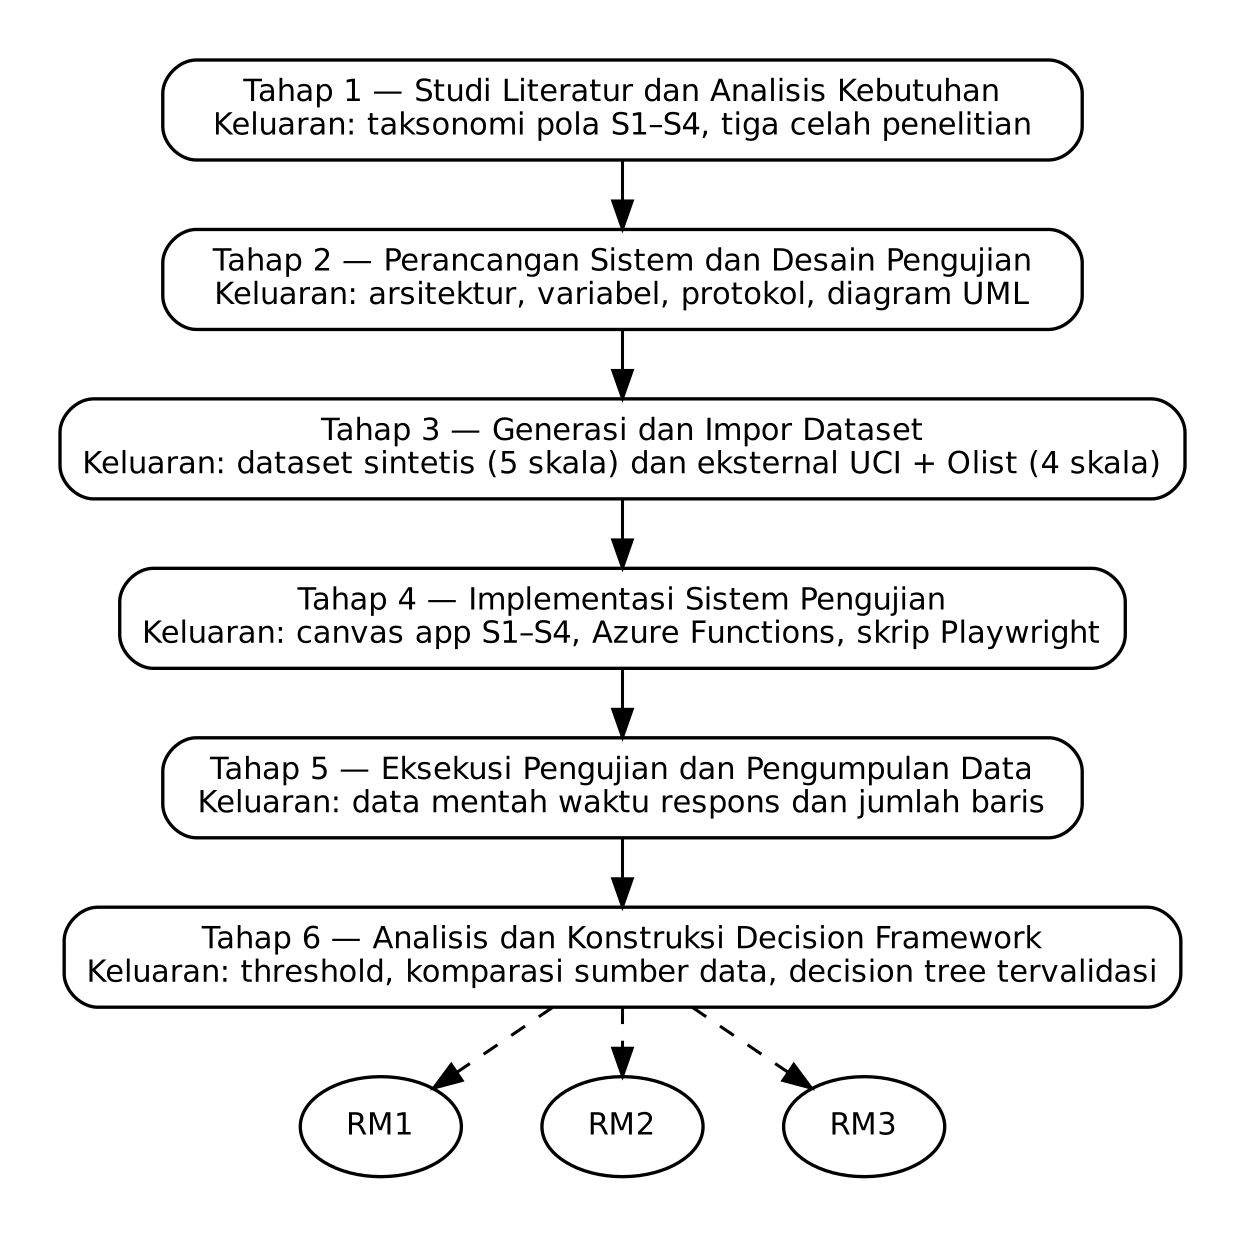 Tahap 1 — Studi Literatur dan Analisis Kebutuhan
Keluaran: taksonomi pola S1–S4, tiga celah penelitian
Tahap 2 — Perancangan Sistem dan Desain Pengujian
Keluaran: arsitektur, variabel, protokol, diagram UML
Tahap 3 — Generasi dan Impor Dataset
Keluaran: dataset sintetis (5 skala) dan eksternal UCI + Olist (4 skala)
Tahap 4 — Implementasi Sistem Pengujian
Keluaran: canvas app S1–S4, Azure Functions, skrip Playwright
Tahap 5 — Eksekusi Pengujian dan Pengumpulan Data
Keluaran: data mentah waktu respons dan jumlah baris
Tahap 6 — Analisis dan Konstruksi Decision Framework
Keluaran: threshold, komparasi sumber data, decision tree tervalidasi
RM1
RM2
RM3